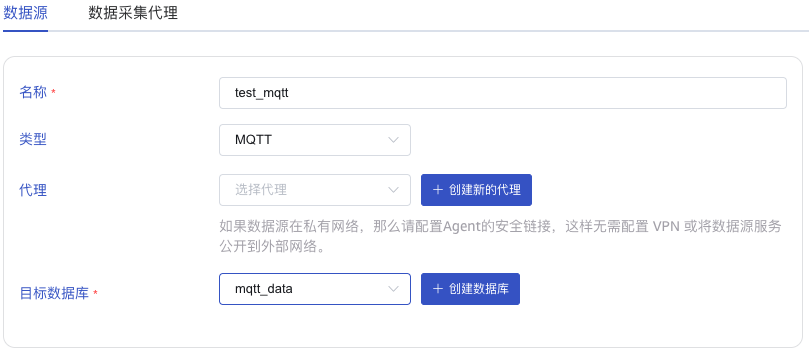 数据源 数据采集代理
名称 * test_mqtt
类型 MQTT
代理 选择代理 + 创建新的代理
如果数据源在私有网络，那么请配置Agent的安全链接，这样无需配置 VPN 或将数据源服务
公开到外部网络。
目标数据库 * mqtt_data + 创建数据库